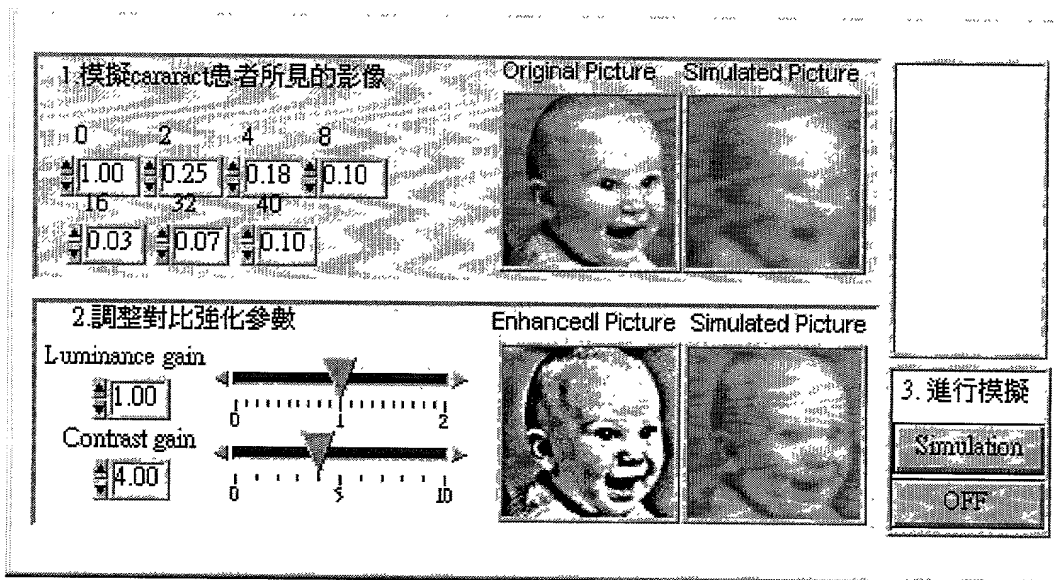 1.模擬cararact患者所見的影像
Original Picture
Simulated Picture
0 2 4 8
1.00 0.25 0.18 0.10
16 32 40
0.03 0.07 0.10
2.調整對比強化參數
Enhancedl Picture
Simulated Picture
Luminance gain
1.00
0 1 2
Contrast gain
4.00
0 5 10
3. 進行模擬
Simulation
OFF